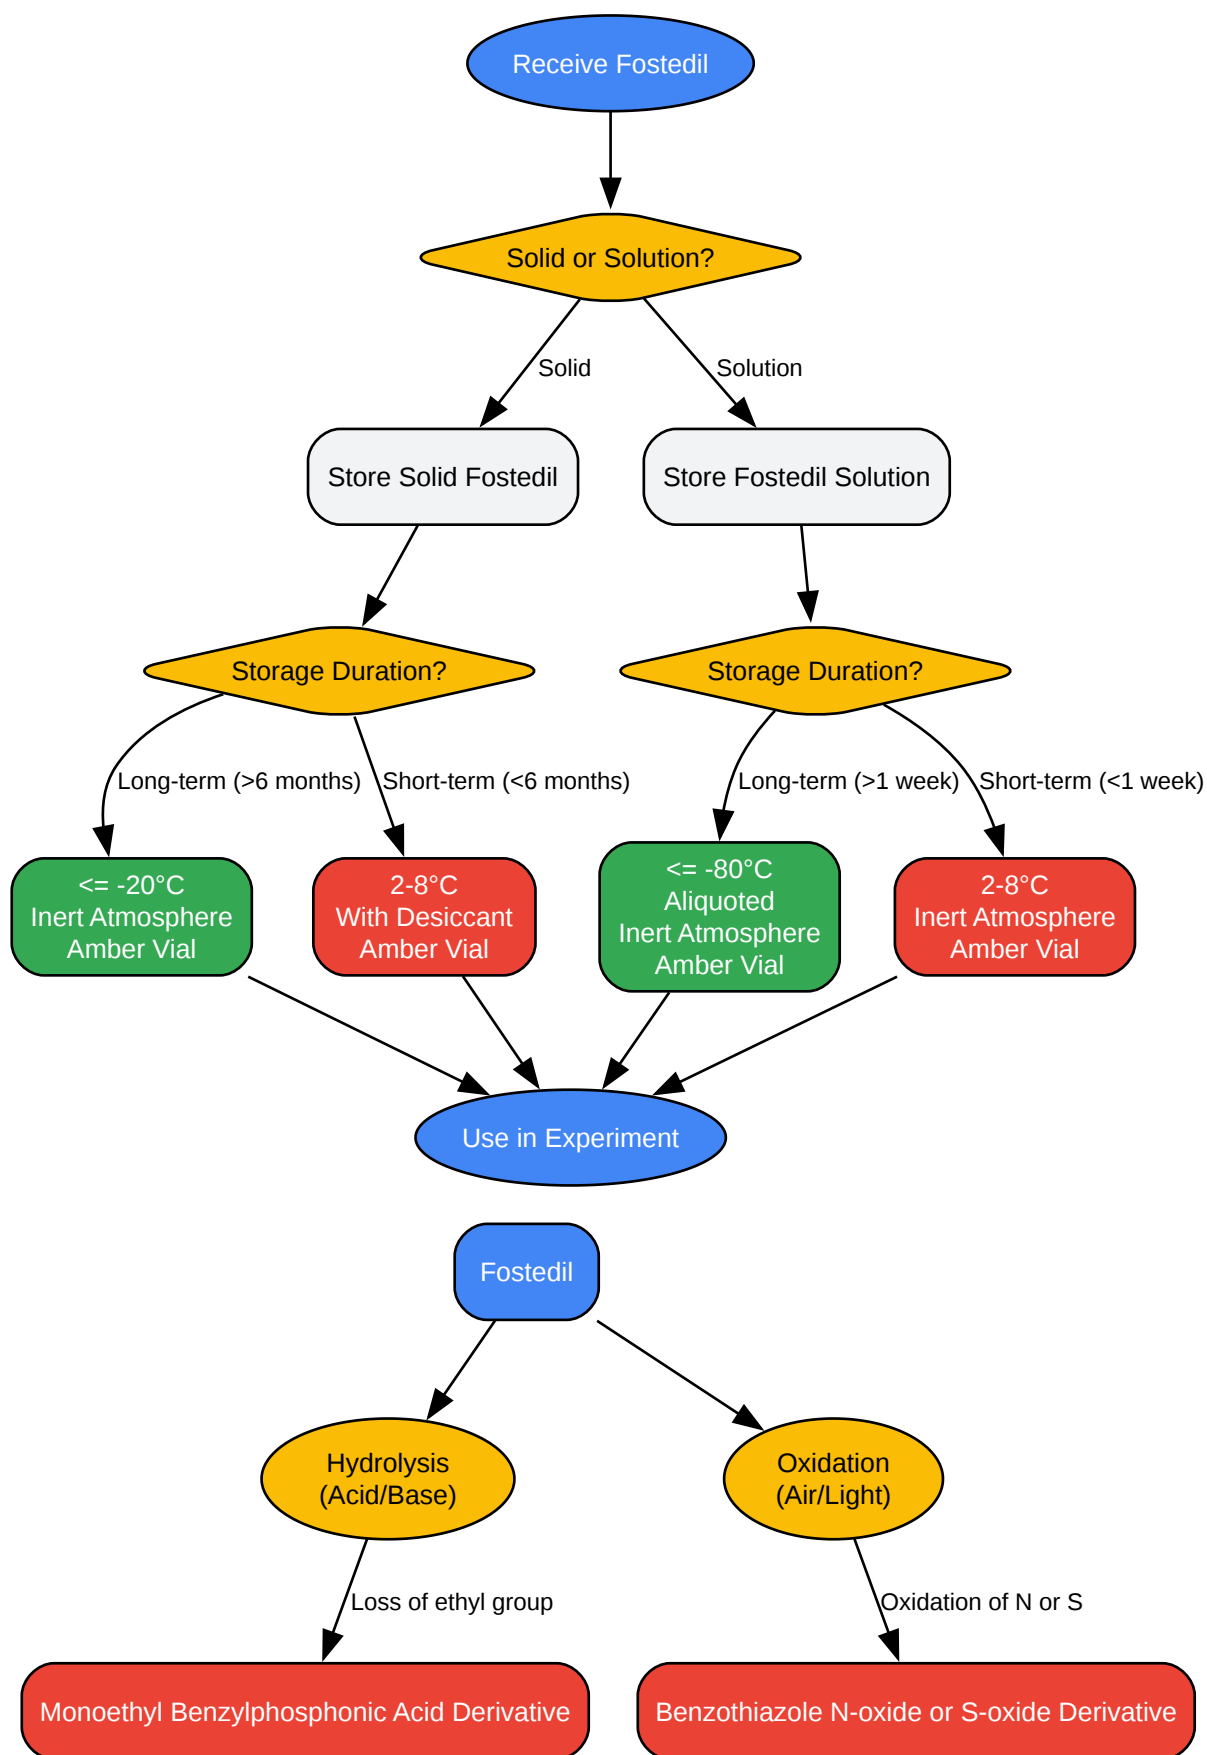 Receive Fostedil
Solid or Solution?
Solid
Solution
Store Solid Fostedil
Store Fostedil Solution
Storage Duration?
Storage Duration?
Long-term (>6 months)
Short-term (<6 months)
Long-term (>1 week)
Short-term (<1 week)
<= -20°C
Inert Atmosphere
Amber Vial
2-8°C
With Desiccant
Amber Vial
<= -80°C
Aliquoted
Inert Atmosphere
Amber Vial
2-8°C
Inert Atmosphere
Amber Vial
Use in Experiment
Fostedil
Hydrolysis
(Acid/Base)
Oxidation
(Air/Light)
Loss of ethyl group
Oxidation of N or S
Monoethyl Benzylphosphonic Acid Derivative
Benzothiazole N-oxide or S-oxide Derivative